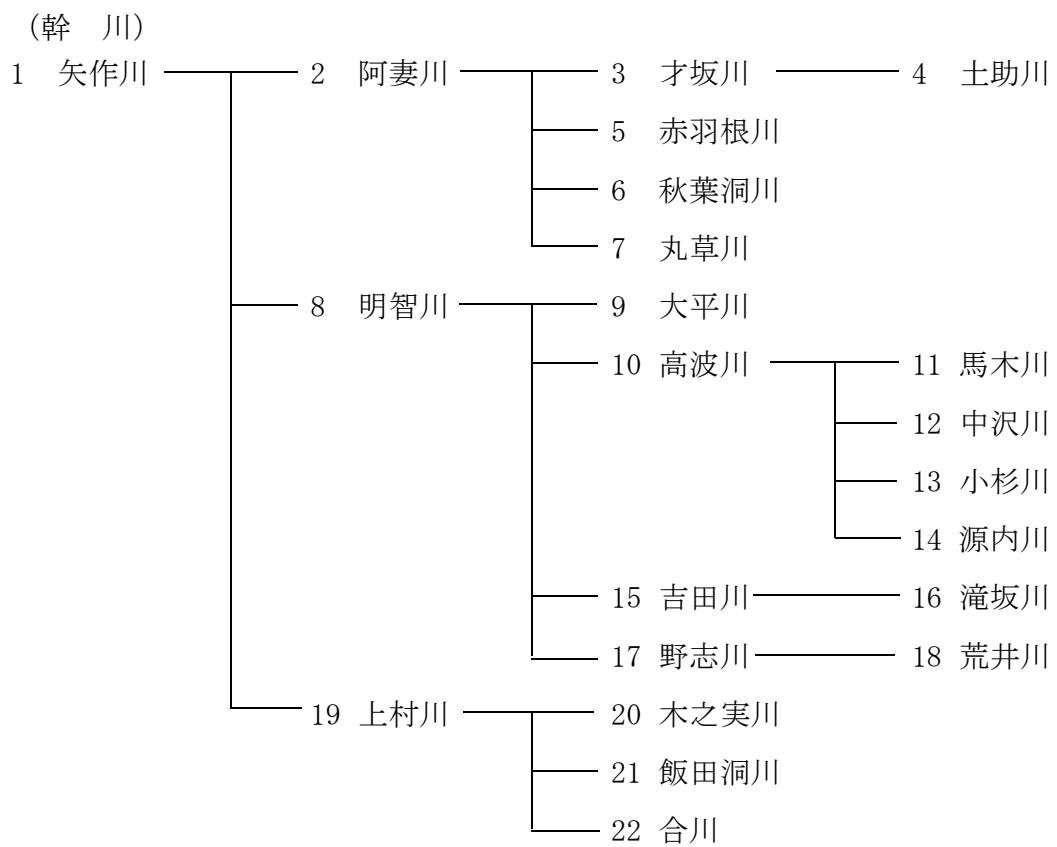 （幹　川）
1　矢作川　2　阿妻川　3　才坂川　4　土助川
5　赤羽根川
6　秋葉洞川
7　丸草川
8　明智川　9　大平川
10 高波川　11 馬木川
12 中沢川
13 小杉川
14 源内川
15 吉田川　16 滝坂川
17 野志川　18 荒井川
19 上村川　20 木之実川
21 飯田洞川
22 合川